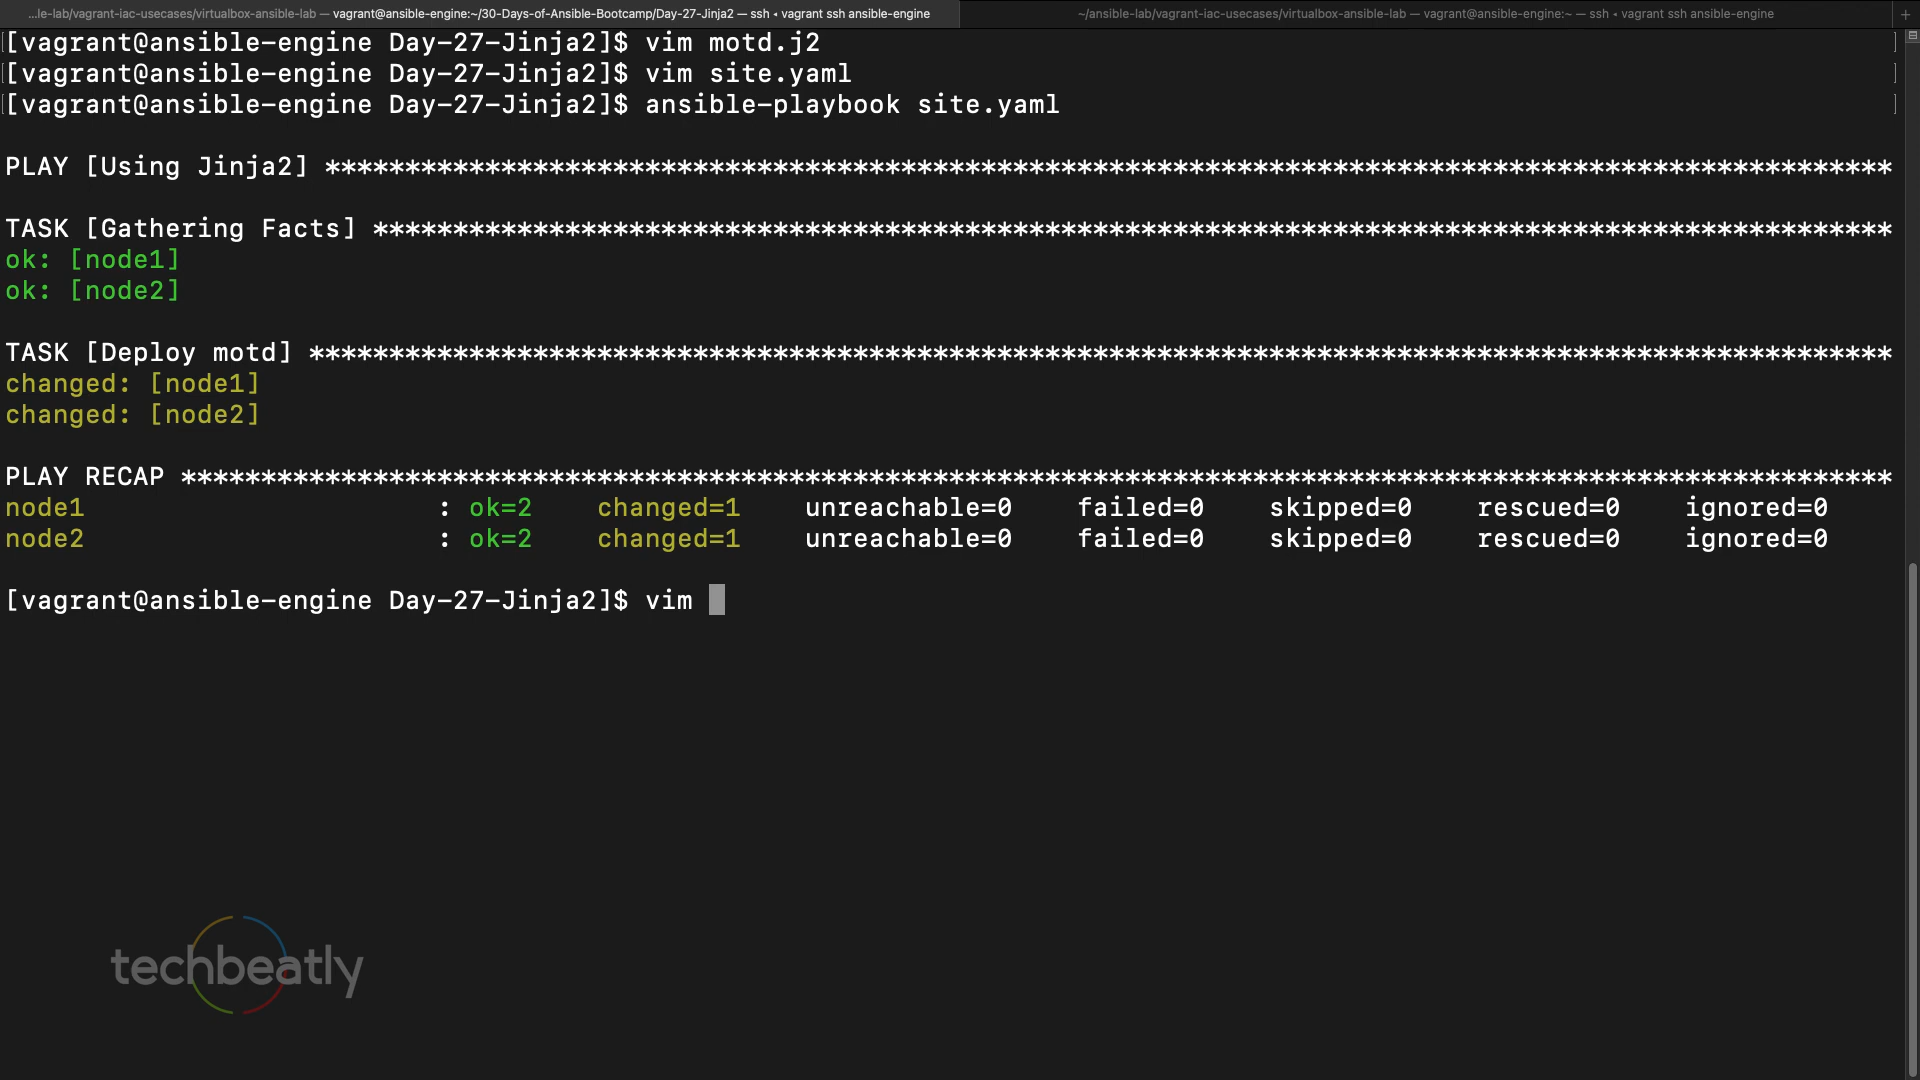 ...le-lab/vagrant-iac-usecases/virtualbox-ansible-lab — vagrant@ansible-engine:~/30-Days-of-Ansible-Bootcamp/Day-27-Jinja2 — ssh ◂ vagrant ssh ansible-engine
~/ansible-lab/vagrant-iac-usecases/virtualbox-ansible-lab — vagrant@ansible-engine:~ — ssh ◂ vagrant ssh ansible-engine
[vagrant@ansible-engine Day-27-Jinja2]$ vim motd.j2
[vagrant@ansible-engine Day-27-Jinja2]$ vim site.yaml
[vagrant@ansible-engine Day-27-Jinja2]$ ansible-playbook site.yaml
PLAY [Using Jinja2] **************************************************************************************************
TASK [Gathering Facts] ***********************************************************************************************
ok: [node1]
ok: [node2]
TASK [Deploy motd] ***************************************************************************************************
changed: [node1]
changed: [node2]
PLAY RECAP ***********************************************************************************************************
node1 : ok=2 changed=1 unreachable=0 failed=0 skipped=0 rescued=0 ignored=0
node2 : ok=2 changed=1 unreachable=0 failed=0 skipped=0 rescued=0 ignored=0
[vagrant@ansible-engine Day-27-Jinja2]$ vim
techbeatly